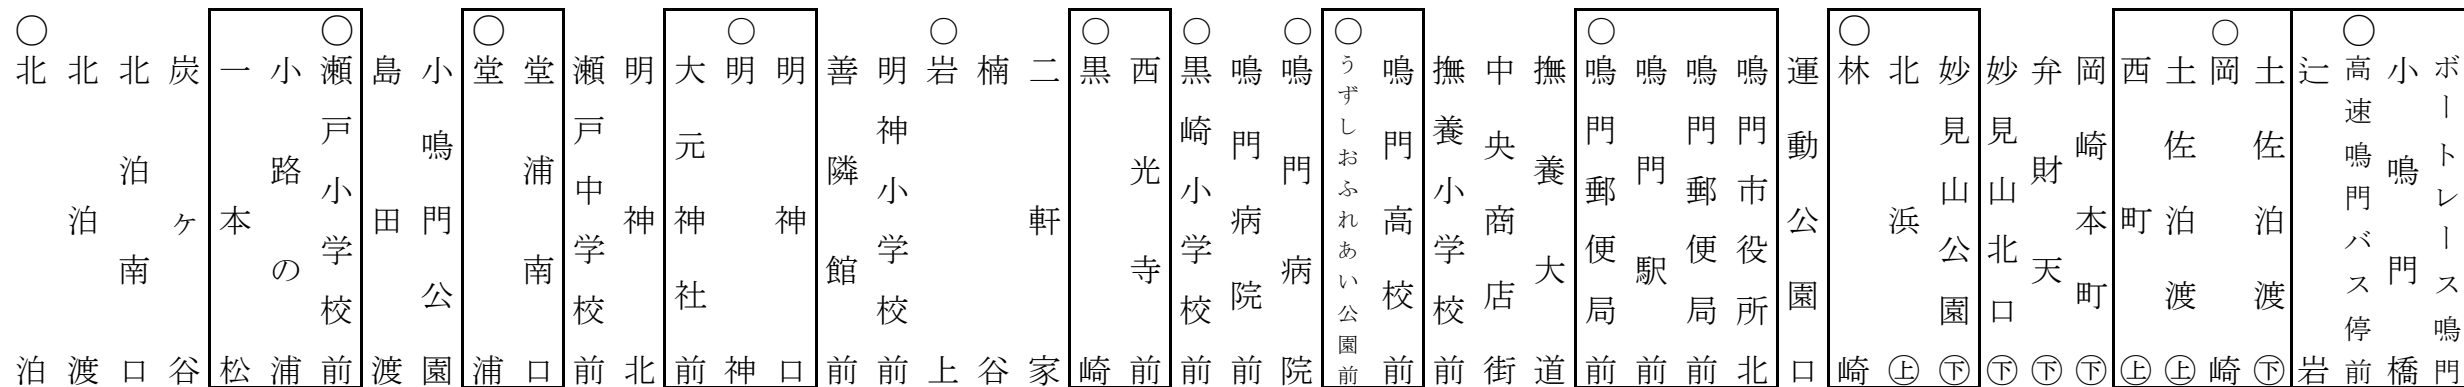 ○北泊
北泊渡
北泊南口
炭ヶ谷
一本松
小路の浦
○瀬戸小学校前
島田渡
小鳴門公園
○堂浦
堂浦南口
瀬戸中学校前
明神北
大元神社前
○明神
明神口
善隣館前
明神小学校前
○岩上
楠谷
二軒家
○黒崎
西光寺前
○黒崎小学校前
鳴門病院前
○鳴門病院
○うずしおふれあい公園前
鳴門高校前
撫養小学校前
中央商店街
撫養大道
○鳴門郵便局前
鳴門駅前
鳴門郵便局前
鳴門市役所北
運動公園口
○林崎
北浜㊤
妙見山公園㊦
妙見山北口㊦
弁財天㊦
岡崎本町㊦
西町㊤
土佐泊渡㊤
○岡崎
土佐泊渡㊦
辷岩
○高速鳴門バス停前
小鳴門橋
ボートレース鳴門